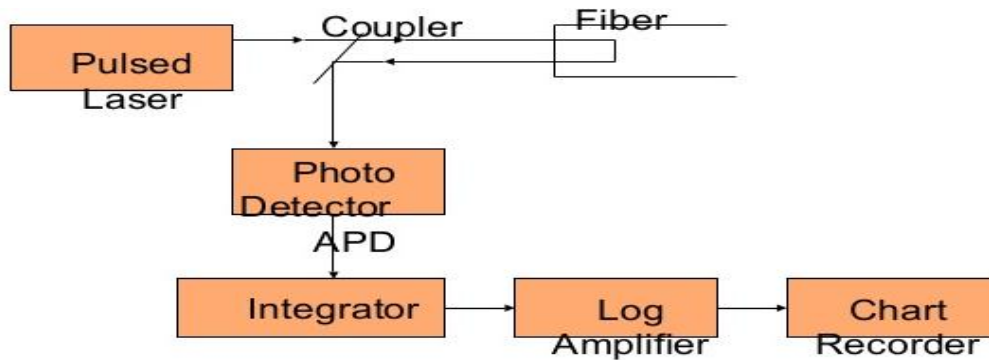 Coupler
Fiber
Pulsed
Laser
Photo
Detector
APD
Integrator
Log
Amplifier
Chart
Recorder